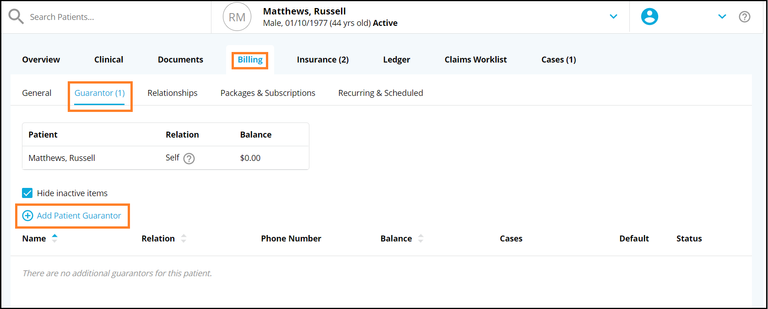 Search Patients...
RM
Matthews, Russell
Male, 01/10/1977 (44 yrs old) Active
Overview Clinical Documents Billing Insurance (2) Ledger Claims Worklist Cases (1)
General Guarantor (1) Relationships Packages & Subscriptions Recurring & Scheduled
Patient Relation Balance
Matthews, Russell Self $0.00
Hide inactive items
Add Patient Guarantor
Name Relation Phone Number Balance Cases Default Status
There are no additional guarantors for this patient.